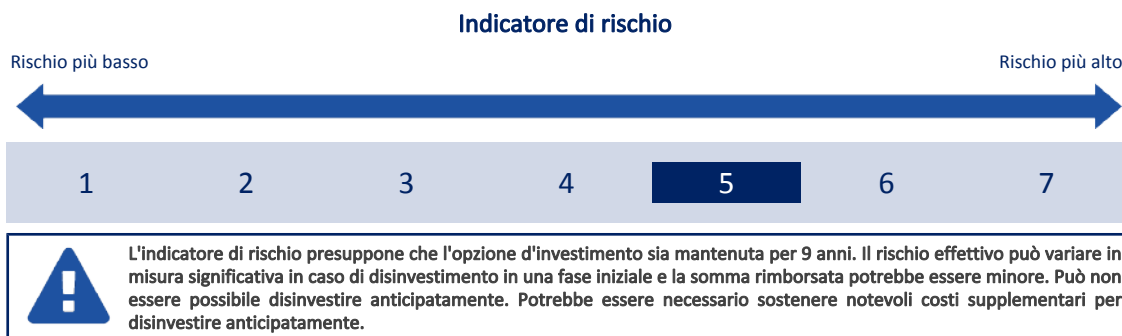 Indicatore di rischio
Rischio più basso
Rischio più alto
1 2 3 4 5 6 7
L'indicatore di rischio presuppone che l'opzione d'investimento sia mantenuta per 9 anni. Il rischio effettivo può variare in
misura significativa in caso di disinvestimento in una fase iniziale e la somma rimborsata potrebbe essere minore. Può non
essere possibile disinvestire anticipatamente. Potrebbe essere necessario sostenere notevoli costi supplementari per
disinvestire anticipatamente.